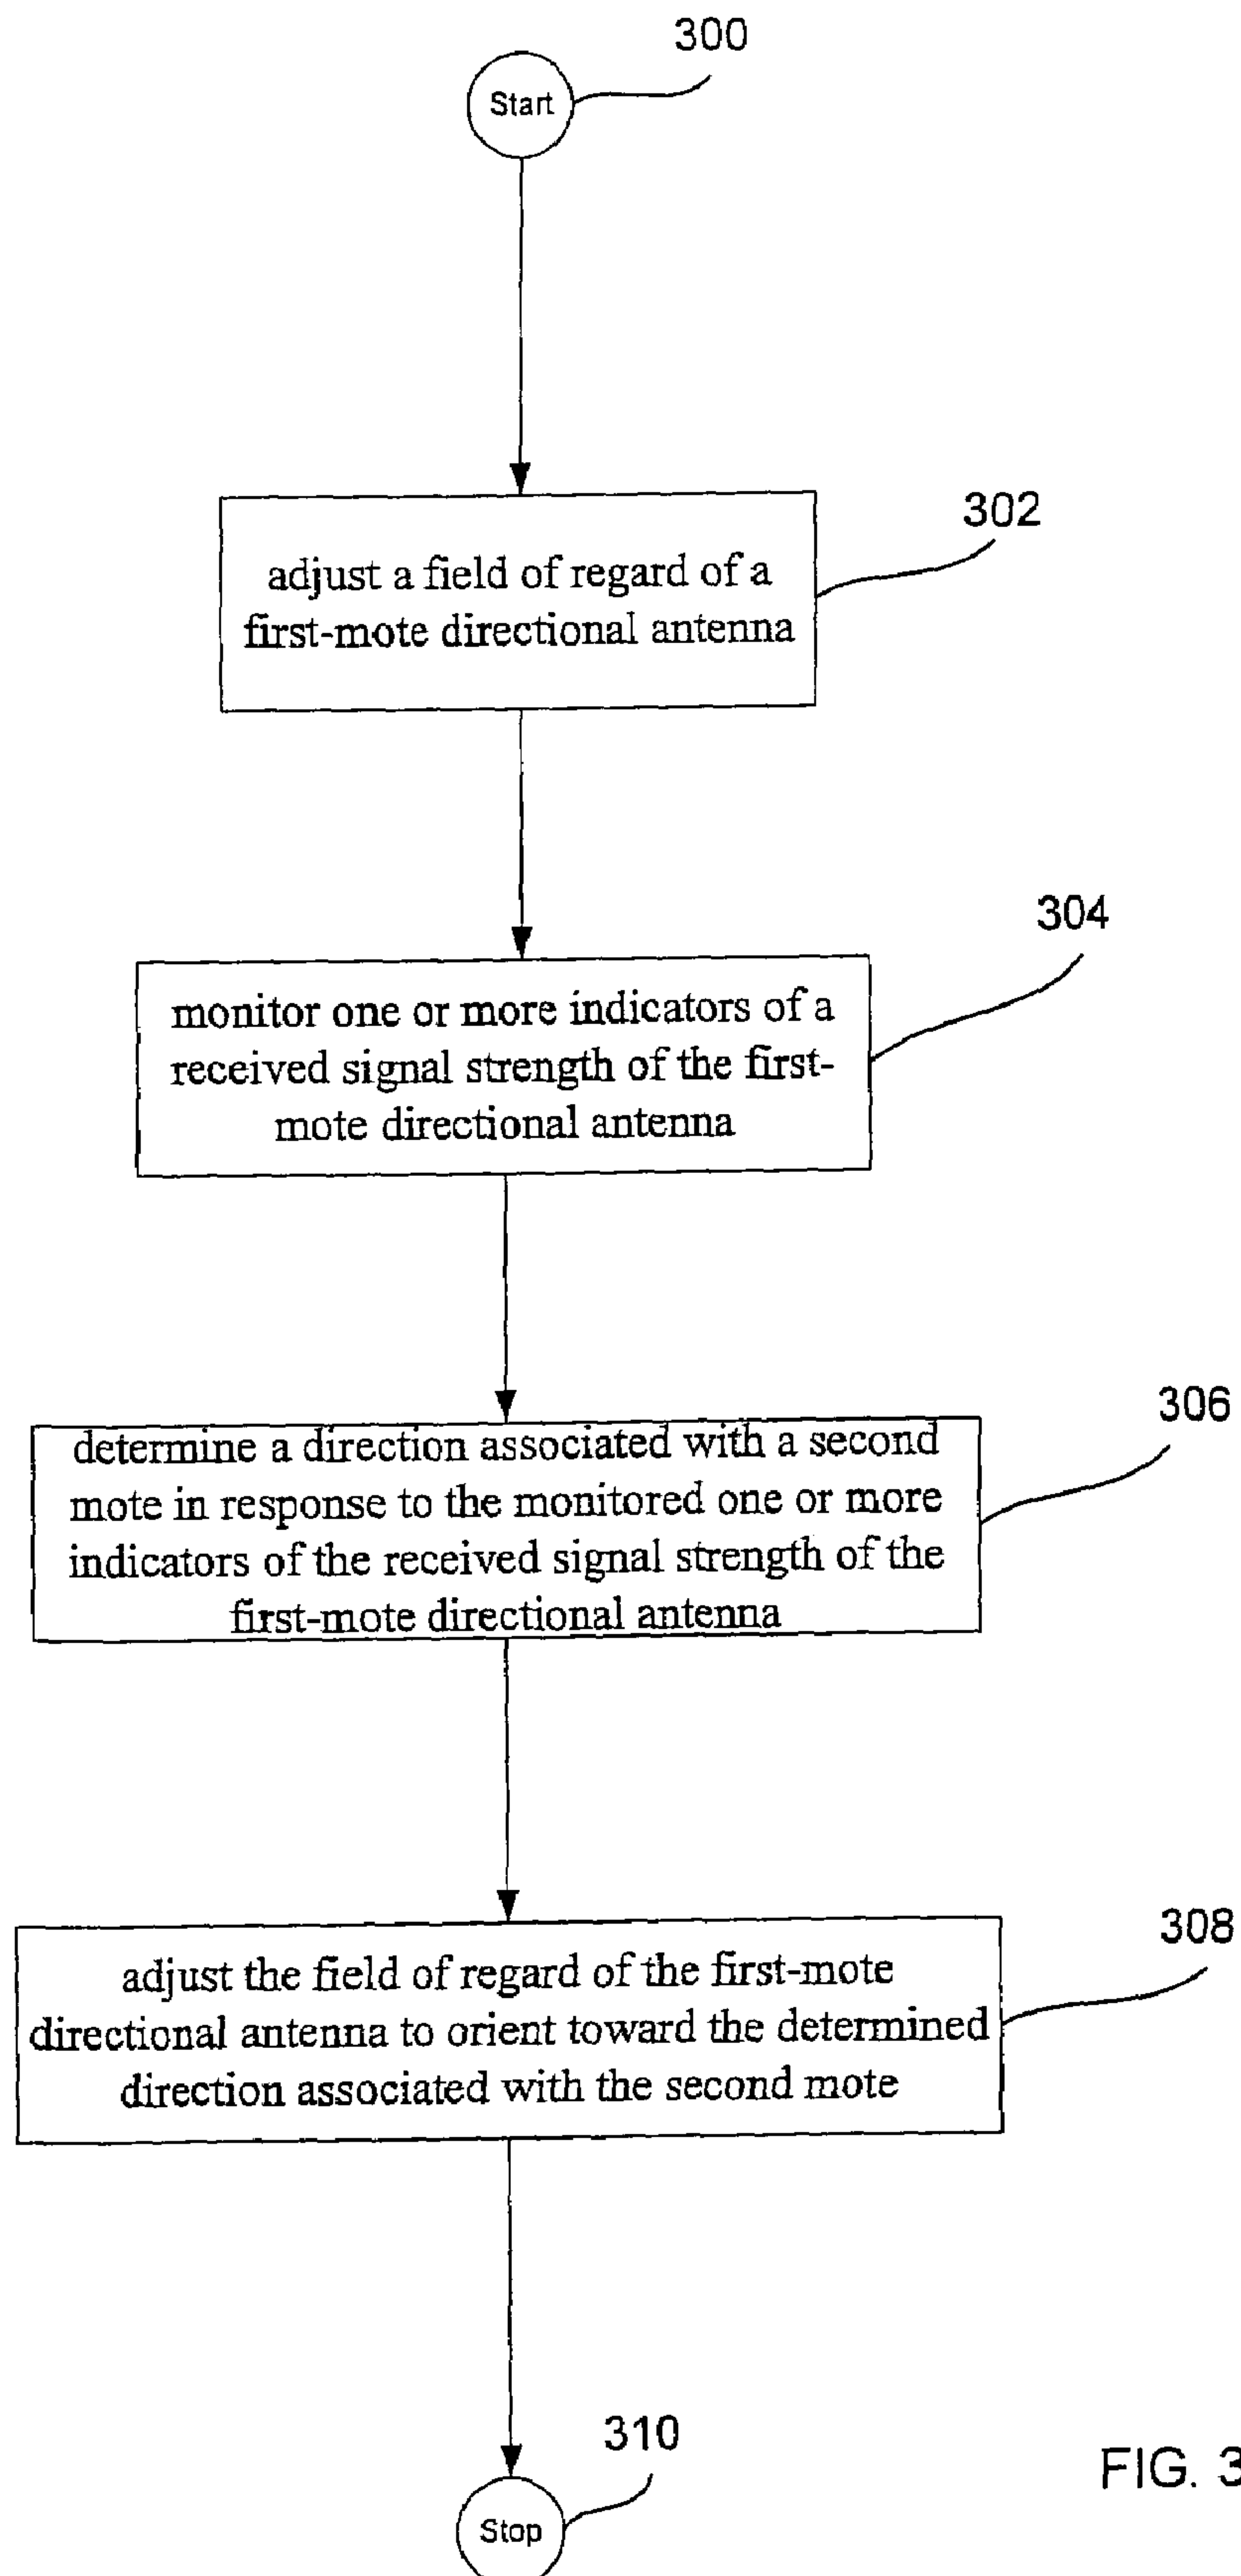 300
Start
302
adjust a field of regard of a
first-mote directional antenna
304
monitor one or more indicators of a
received signal strength of the first-
mote directional antenna
306
determine a direction associated with a second
mote in response to the monitored one or more
indicators of the received signal strength of the
first-mote directional antenna
308
adjust the field of regard of the first-mote
directional antenna to orient toward the determined
direction associated with the second mote
310
Stop
FIG. 3